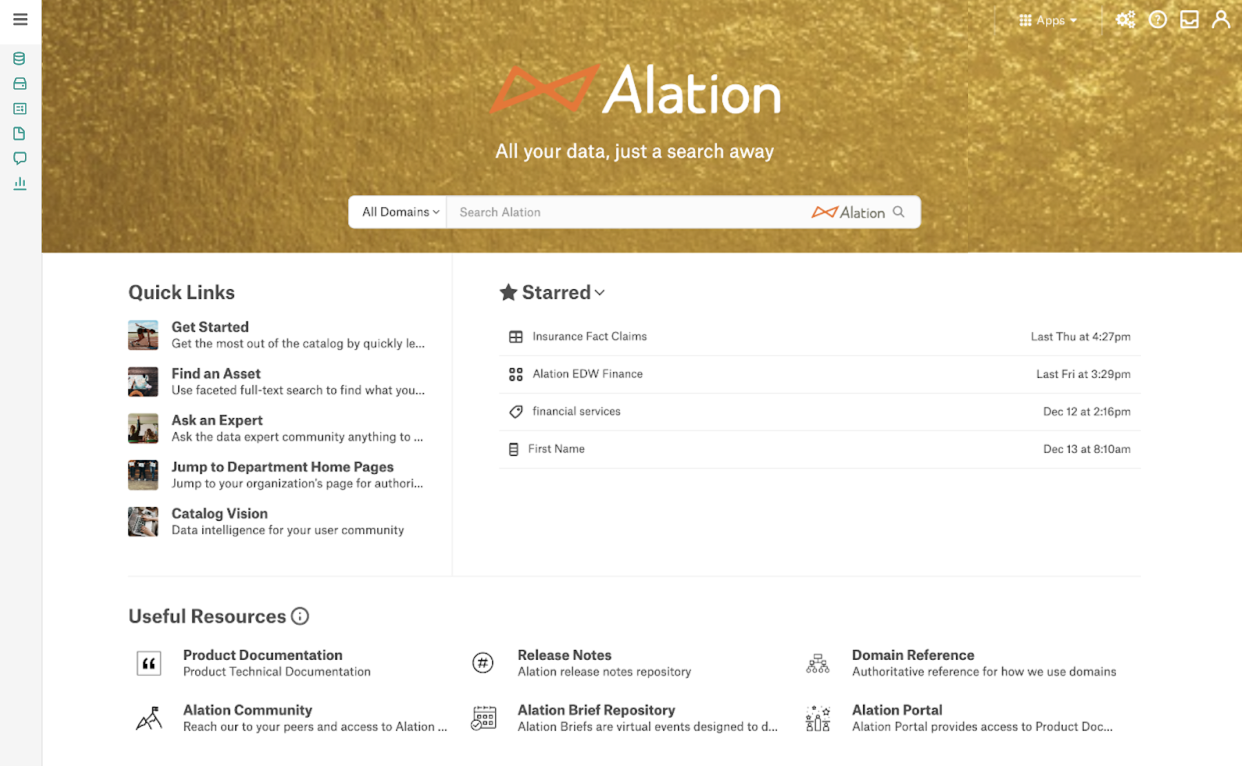 Apps
Alation
All your data, just a search away
All Domains
Search Alation
Alation
Quick Links
Get Started
Get the most out of the catalog by quickly le...
Find an Asset
Use faceted full-text search to find what you...
Ask an Expert
Ask the data expert community anything to ...
Jump to Department Home Pages
Jump to your organization's page for authori...
Catalog Vision
Data intelligence for your user community
Starred
Insurance Fact Claims Last Thu at 4:27pm
Alation EDW Finance Last Fri at 3:29pm
financial services Dec 12 at 2:16pm
First Name Dec 13 at 8:10am
Useful Resources
Product Documentation
Product Technical Documentation
Release Notes
Alation release notes repository
Domain Reference
Authoritative reference for how we use domains
Alation Community
Reach our to your peers and access to Alation ...
Alation Brief Repository
Alation Briefs are virtual events designed to d...
Alation Portal
Alation Portal provides access to Product Doc...